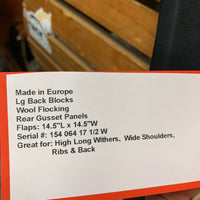 Made in Europe
Lg Back Blocks
Wool Flocking
Rear Gusset Panels
Flaps: 14.5"L x 14.5"W
Serial #: 154 064 17 1/2 W
Great for: High Long Withers, Wide Shoulders,
Ribs & Back